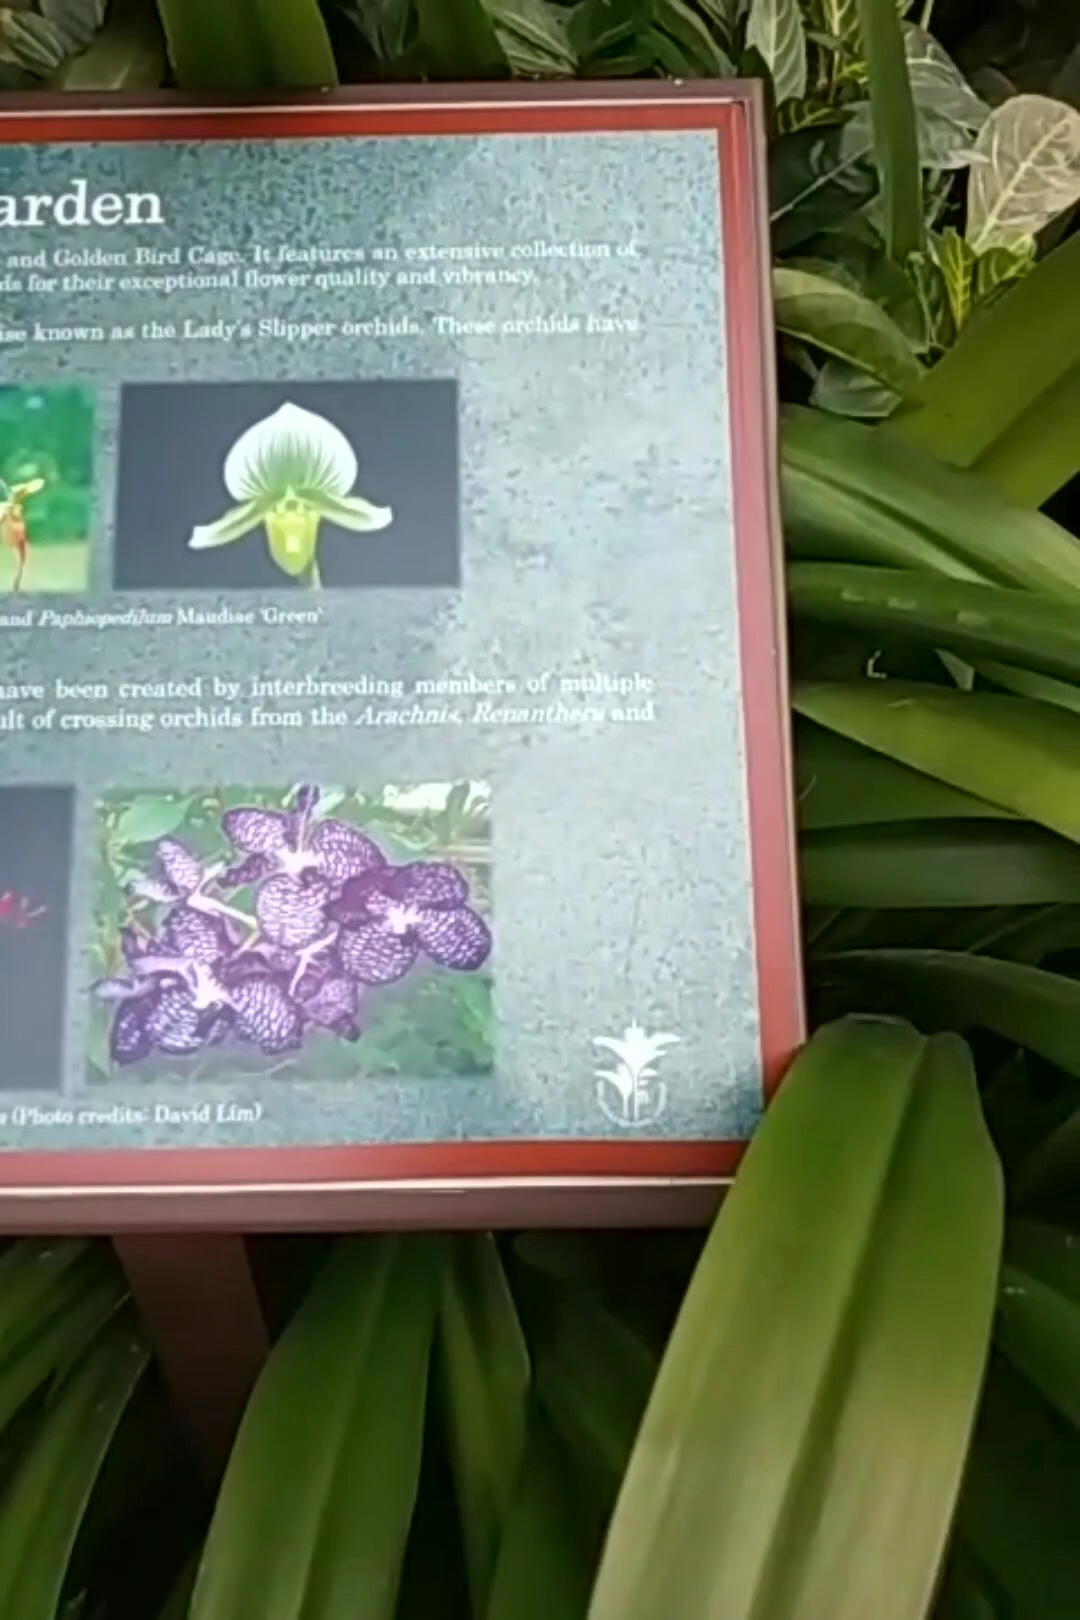 arden
and Golden Bird Cage. It features an extensive collection of
ds for their exceptional flower quality and vibrancy.
ise known as the Lady's Slipper orchids. These orchids have
and Paphiopedilum Maudiae 'Green'
have been created by interbreeding members of multiple
ult of crossing orchids from the Arachnis, Renanthera and
(Photo credits: David Lim)